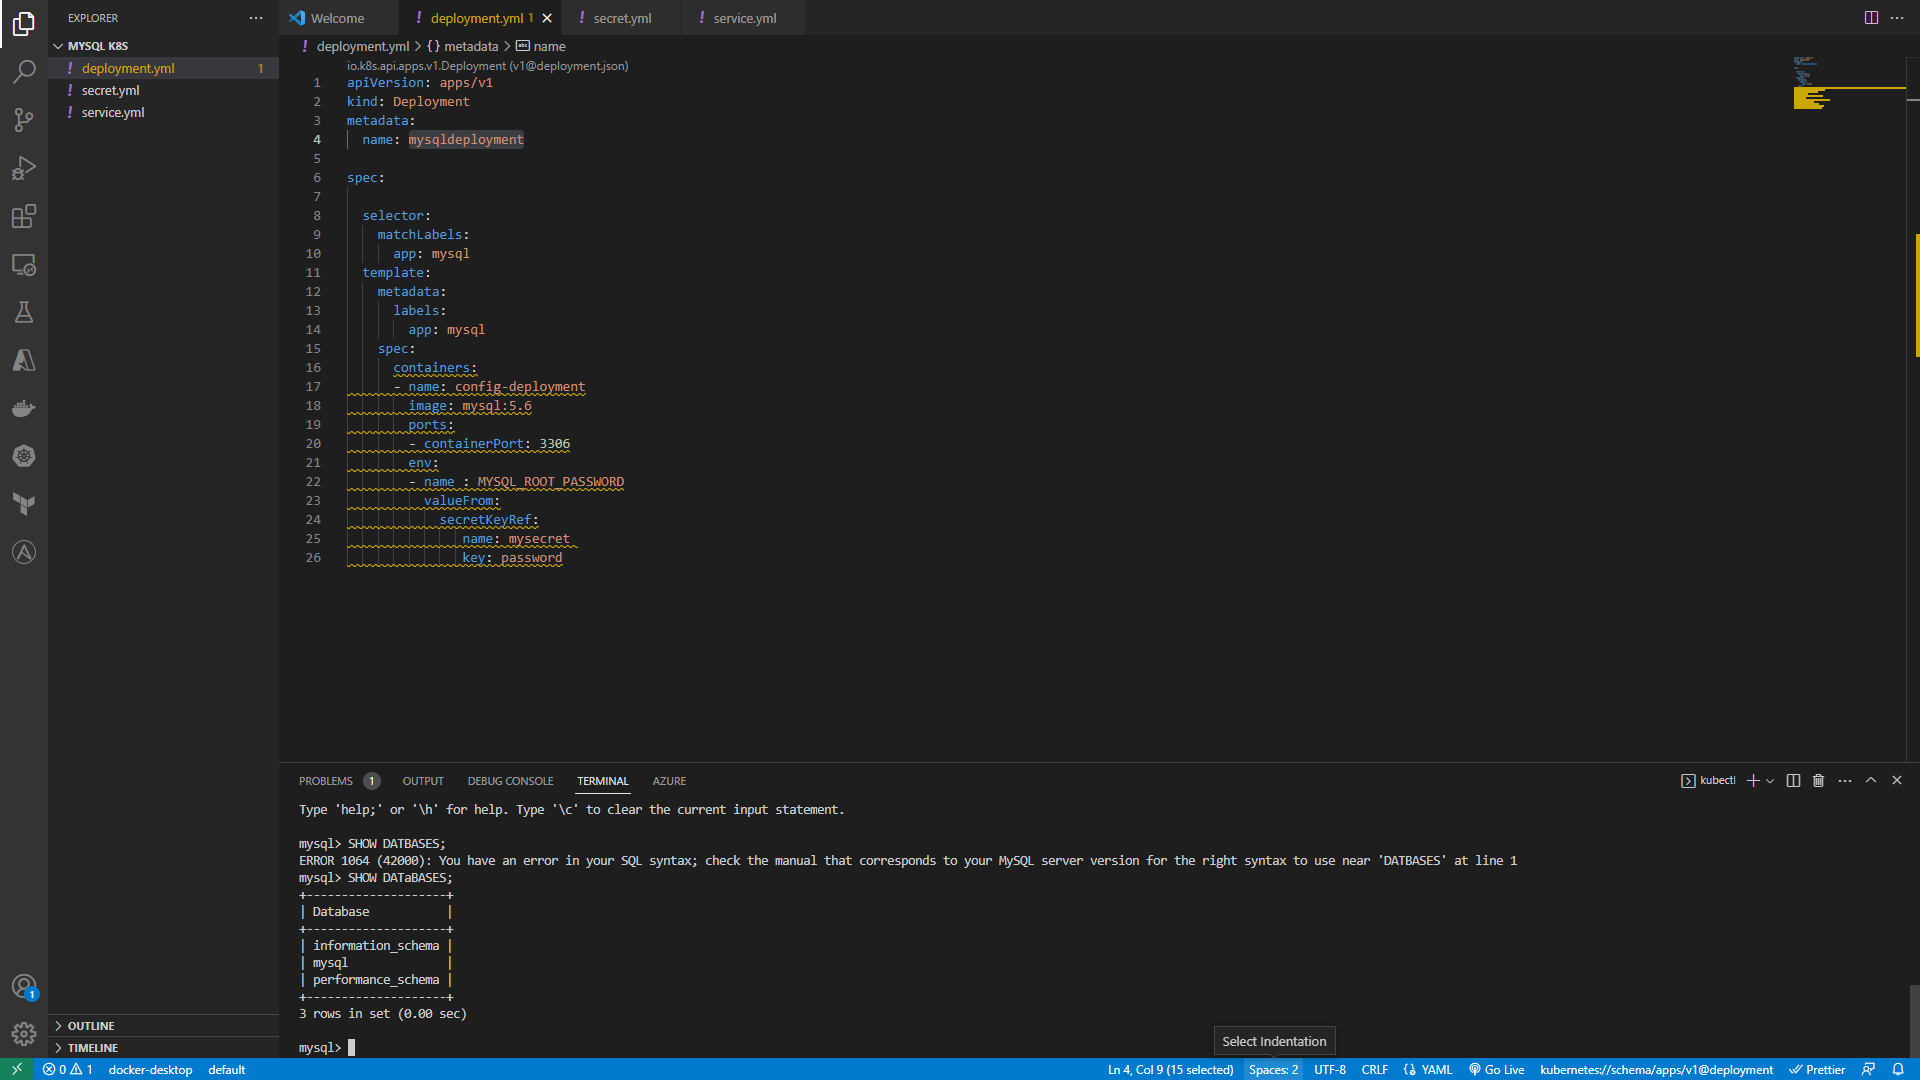 EXPLORER
MYSQL K8S
deployment.yml 1
secret.yml
service.yml
OUTLINE
TIMELINE
Welcome
deployment.yml 1
secret.yml
service.yml
deployment.yml > {} metadata > abc name
io.k8s.api.apps.v1.Deployment (v1@deployment.json)
1 apiVersion: apps/v1
2 kind: Deployment
3 metadata:
4 name: mysqldeployment
5
6 spec:
7
8 selector:
9 matchLabels:
10 app: mysql
11 template:
12 metadata:
13 labels:
14 app: mysql
15 spec:
16 containers:
17 - name: config-deployment
18 image: mysql:5.6
19 ports:
20 - containerPort: 3306
21 env:
22 - name : MYSQL_ROOT_PASSWORD
23 valueFrom:
24 secretKeyRef:
25 name: mysecret
26 key: password
PROBLEMS 1 OUTPUT DEBUG CONSOLE TERMINAL AZURE
kubectl
Type 'help;' or '\h' for help. Type '\c' to clear the current input statement.
mysql> SHOW DATBASES;
ERROR 1064 (42000): You have an error in your SQL syntax; check the manual that corresponds to your MySQL server version for the right syntax to use near 'DATBASES' at line 1
mysql> SHOW DATaBASES;
+--------------------+
| Database           |
+--------------------+
| information_schema |
| mysql              |
| performance_schema |
+--------------------+
3 rows in set (0.00 sec)
mysql>
Select Indentation
1
0 1 docker-desktop default Ln 4, Col 9 (15 selected) Spaces: 2 UTF-8 CRLF YAML Go Live kubernetes://schema/apps/v1@deployment Prettier